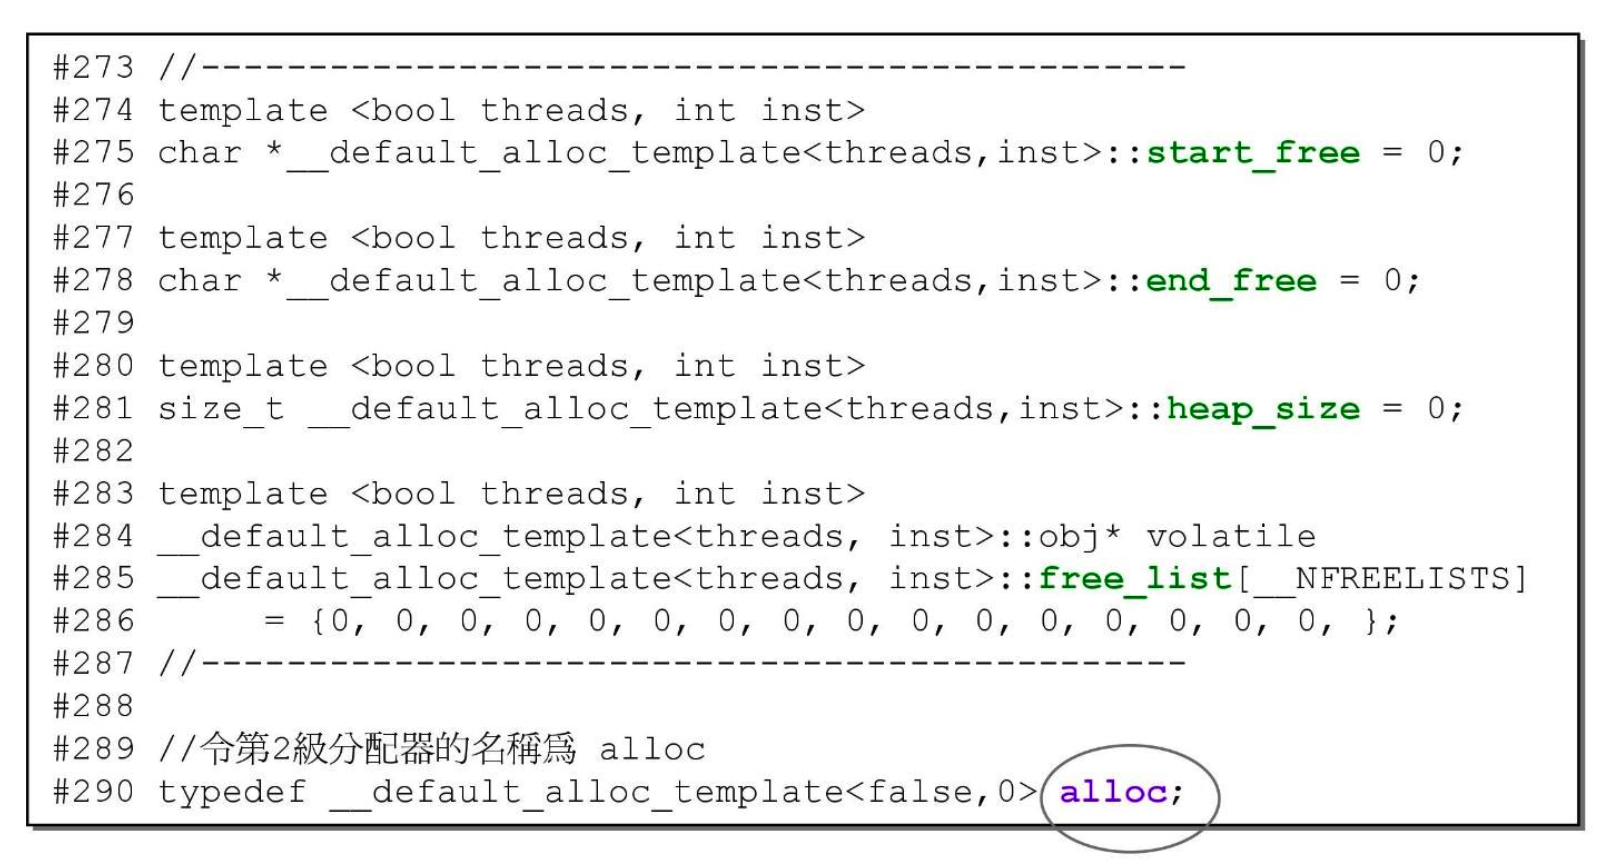 #273 //----------------------------------------------
#274 template <bool threads, int inst>
#275 char *__default_alloc_template<threads,inst>::start_free = 0;
#276
#277 template <bool threads, int inst>
#278 char *__default_alloc_template<threads,inst>::end_free = 0;
#279
#280 template <bool threads, int inst>
#281 size_t __default_alloc_template<threads,inst>::heap_size = 0;
#282
#283 template <bool threads, int inst>
#284 __default_alloc_template<threads, inst>::obj* volatile
#285 __default_alloc_template<threads, inst>::free_list[__NFREELISTS]
#286      = {0, 0, 0, 0, 0, 0, 0, 0, 0, 0, 0, 0, 0, 0, 0, 0, };
#287 //----------------------------------------------
#288
#289 //令第2級分配器的名稱爲 alloc
#290 typedef __default_alloc_template<false,0> alloc;